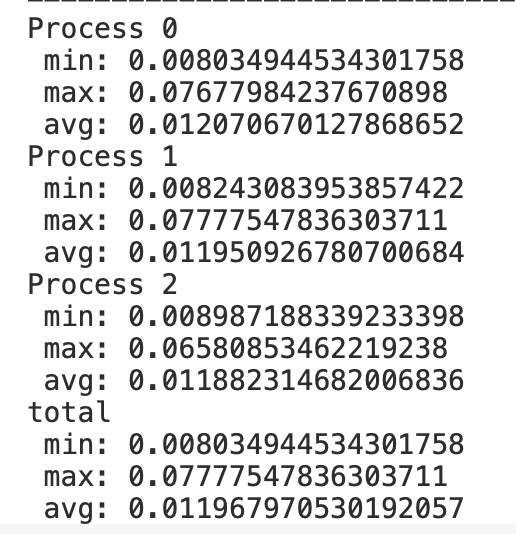 Process 0
min: 0.008034944534301758
max: 0.07677984237670898
avg: 0.012070670127868652
Process 1
min: 0.008243083953857422
max: 0.07777547836303711
avg: 0.011950926780700684
Process 2
min: 0.008987188339233398
max: 0.06580853462219238
avg: 0.011882314682006836
total
min: 0.008034944534301758
max: 0.07777547836303711
avg: 0.011967970530192057